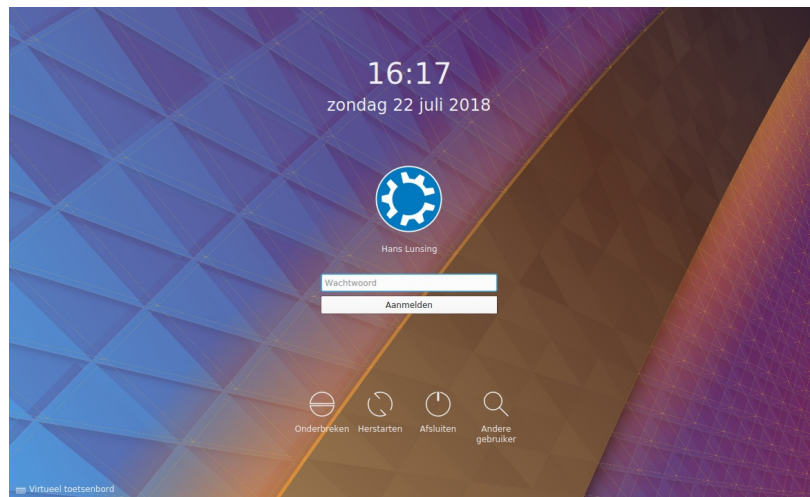 16:17
zondag 22 juli 2018
Hans Lunsing
Wachtwoord
Aanmelden
Onderbreken Herstarten Afsluiten Andere
gebruiker
Virtueel toetsenbord